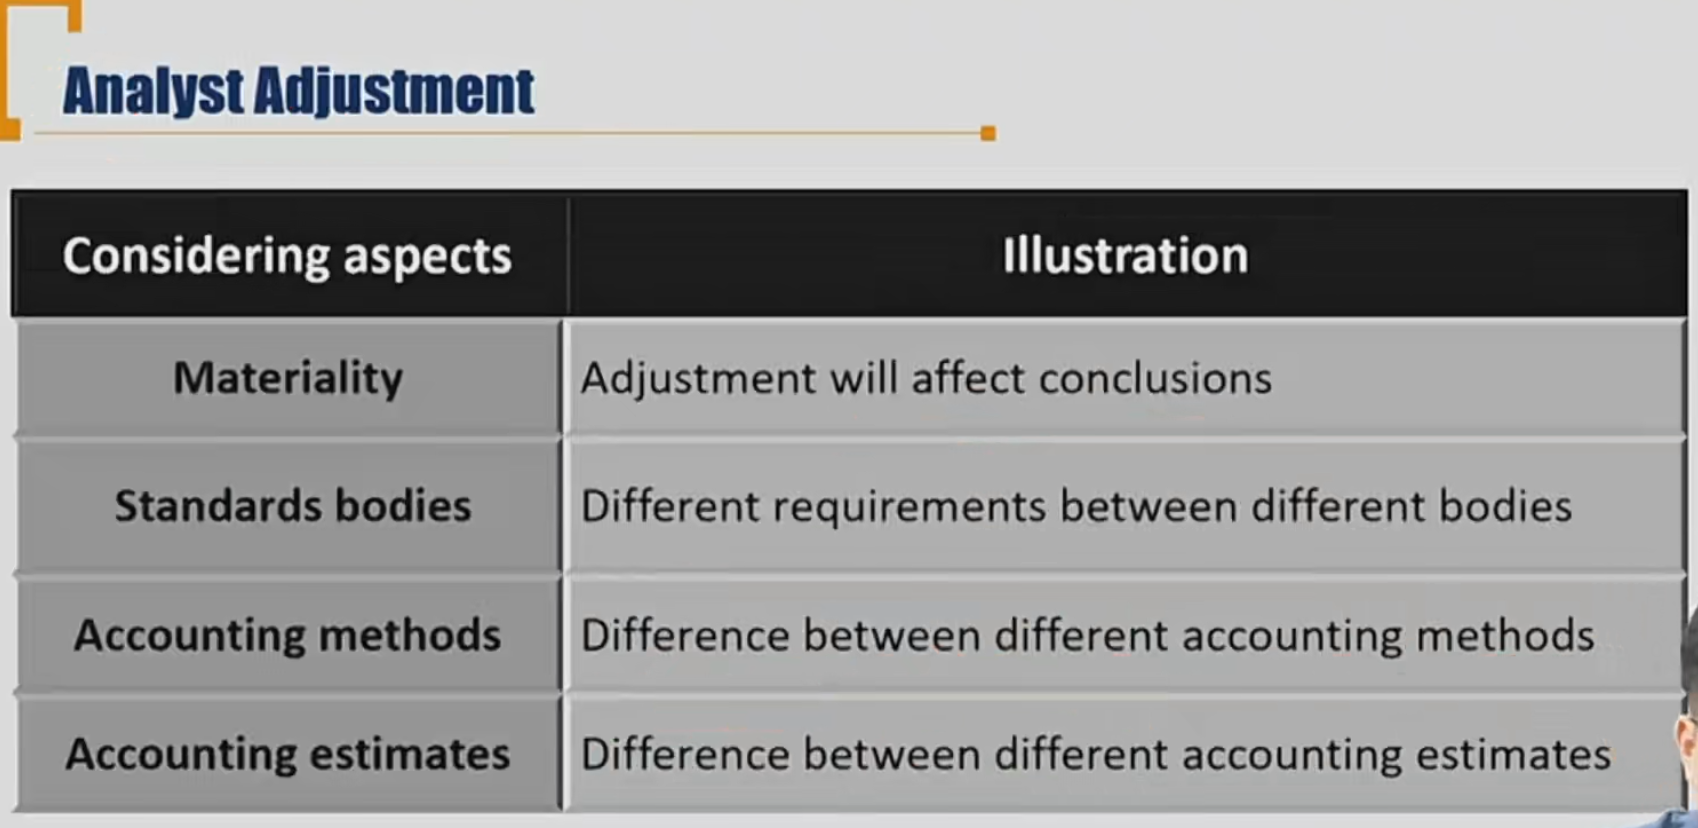 Analyst Adjustment
Considering aspects
Illustration
Materiality
Adjustment will affect conclusions
Standards bodies
Different requirements between different bodies
Accounting methods
Difference between different accounting methods
Accounting estimates
Difference between different accounting estimates